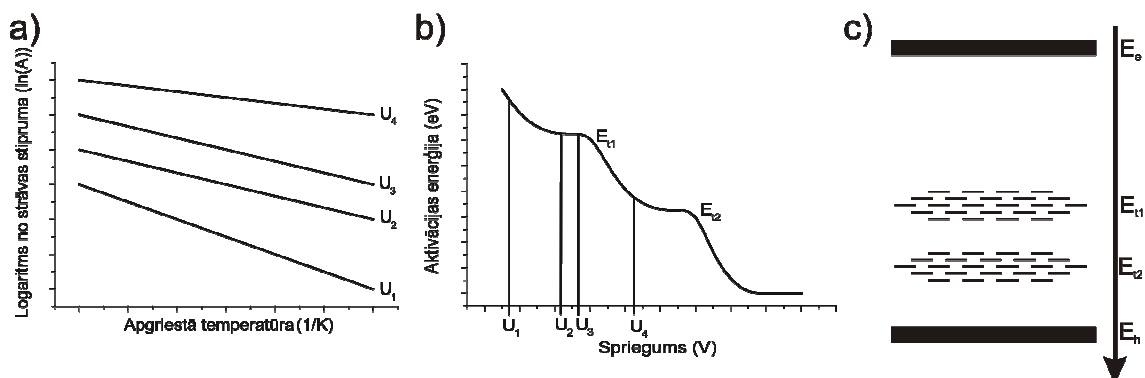 a)
Logaritms no strāvas stipruma (ln(A))
U4
U3
U2
U1
Apgrieztā temperatūra (1/K)
b)
Aktivācijas enerģija (eV)
Et1
Et2
U1 U2 U3 U4
Spriegums (V)
c)
Ee
Et1
Et2
Eh